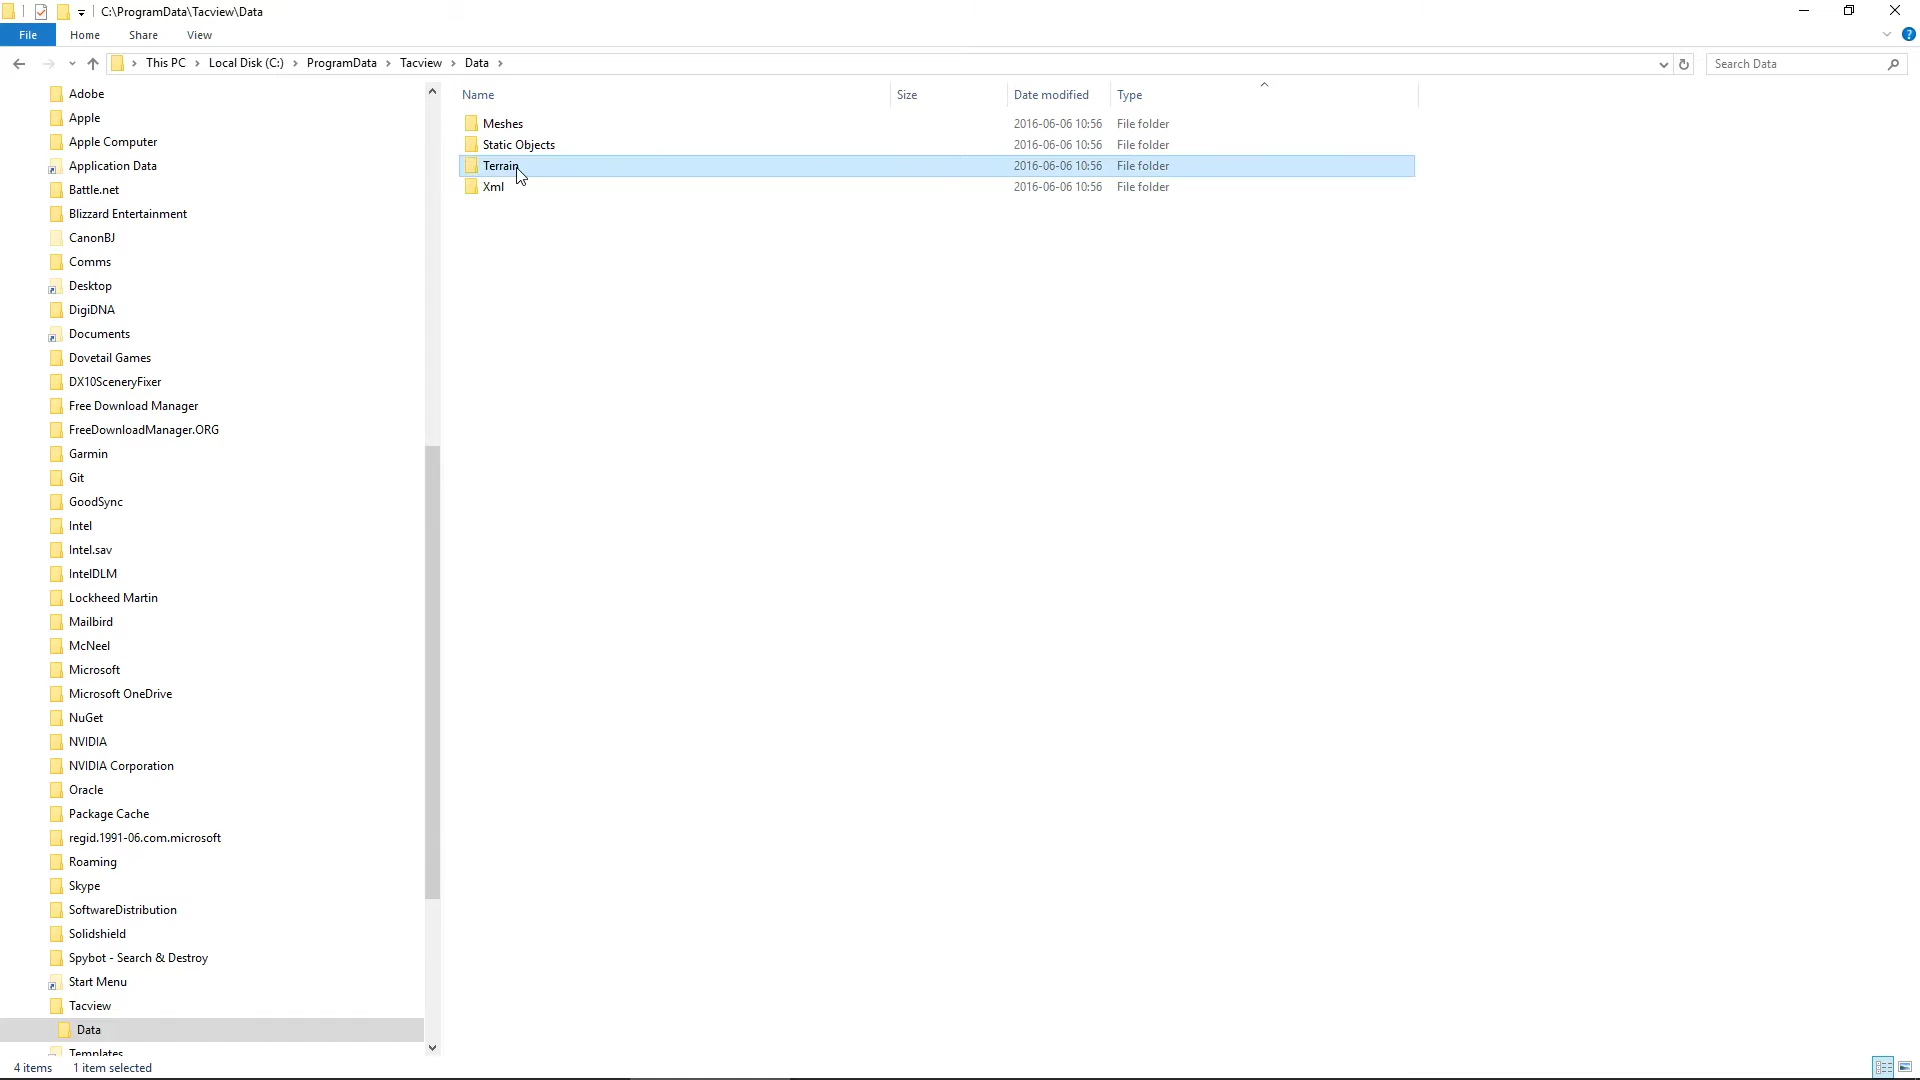 C:\ProgramData\Tacview\Data
File Home Share View
This PC Local Disk (C:) ProgramData Tacview Data
Search Data
Adobe
Apple
Apple Computer
Application Data
Battle.net
Blizzard Entertainment
CanonBJ
Comms
Desktop
DigiDNA
Documents
Dovetail Games
DX10SceneryFixer
Free Download Manager
FreeDownloadManager.ORG
Garmin
Git
GoodSync
Intel
Intel.sav
IntelDLM
Lockheed Martin
Mailbird
McNeel
Microsoft
Microsoft OneDrive
NuGet
NVIDIA
NVIDIA Corporation
Oracle
Package Cache
regid.1991-06.com.microsoft
Roaming
Skype
SoftwareDistribution
Solidshield
Spybot - Search & Destroy
Start Menu
Tacview
Data
Templates
Name Size Date modified Type
Meshes 2016-06-06 10:56 File folder
Static Objects 2016-06-06 10:56 File folder
Terrain 2016-06-06 10:56 File folder
Xml 2016-06-06 10:56 File folder
4 items 1 item selected